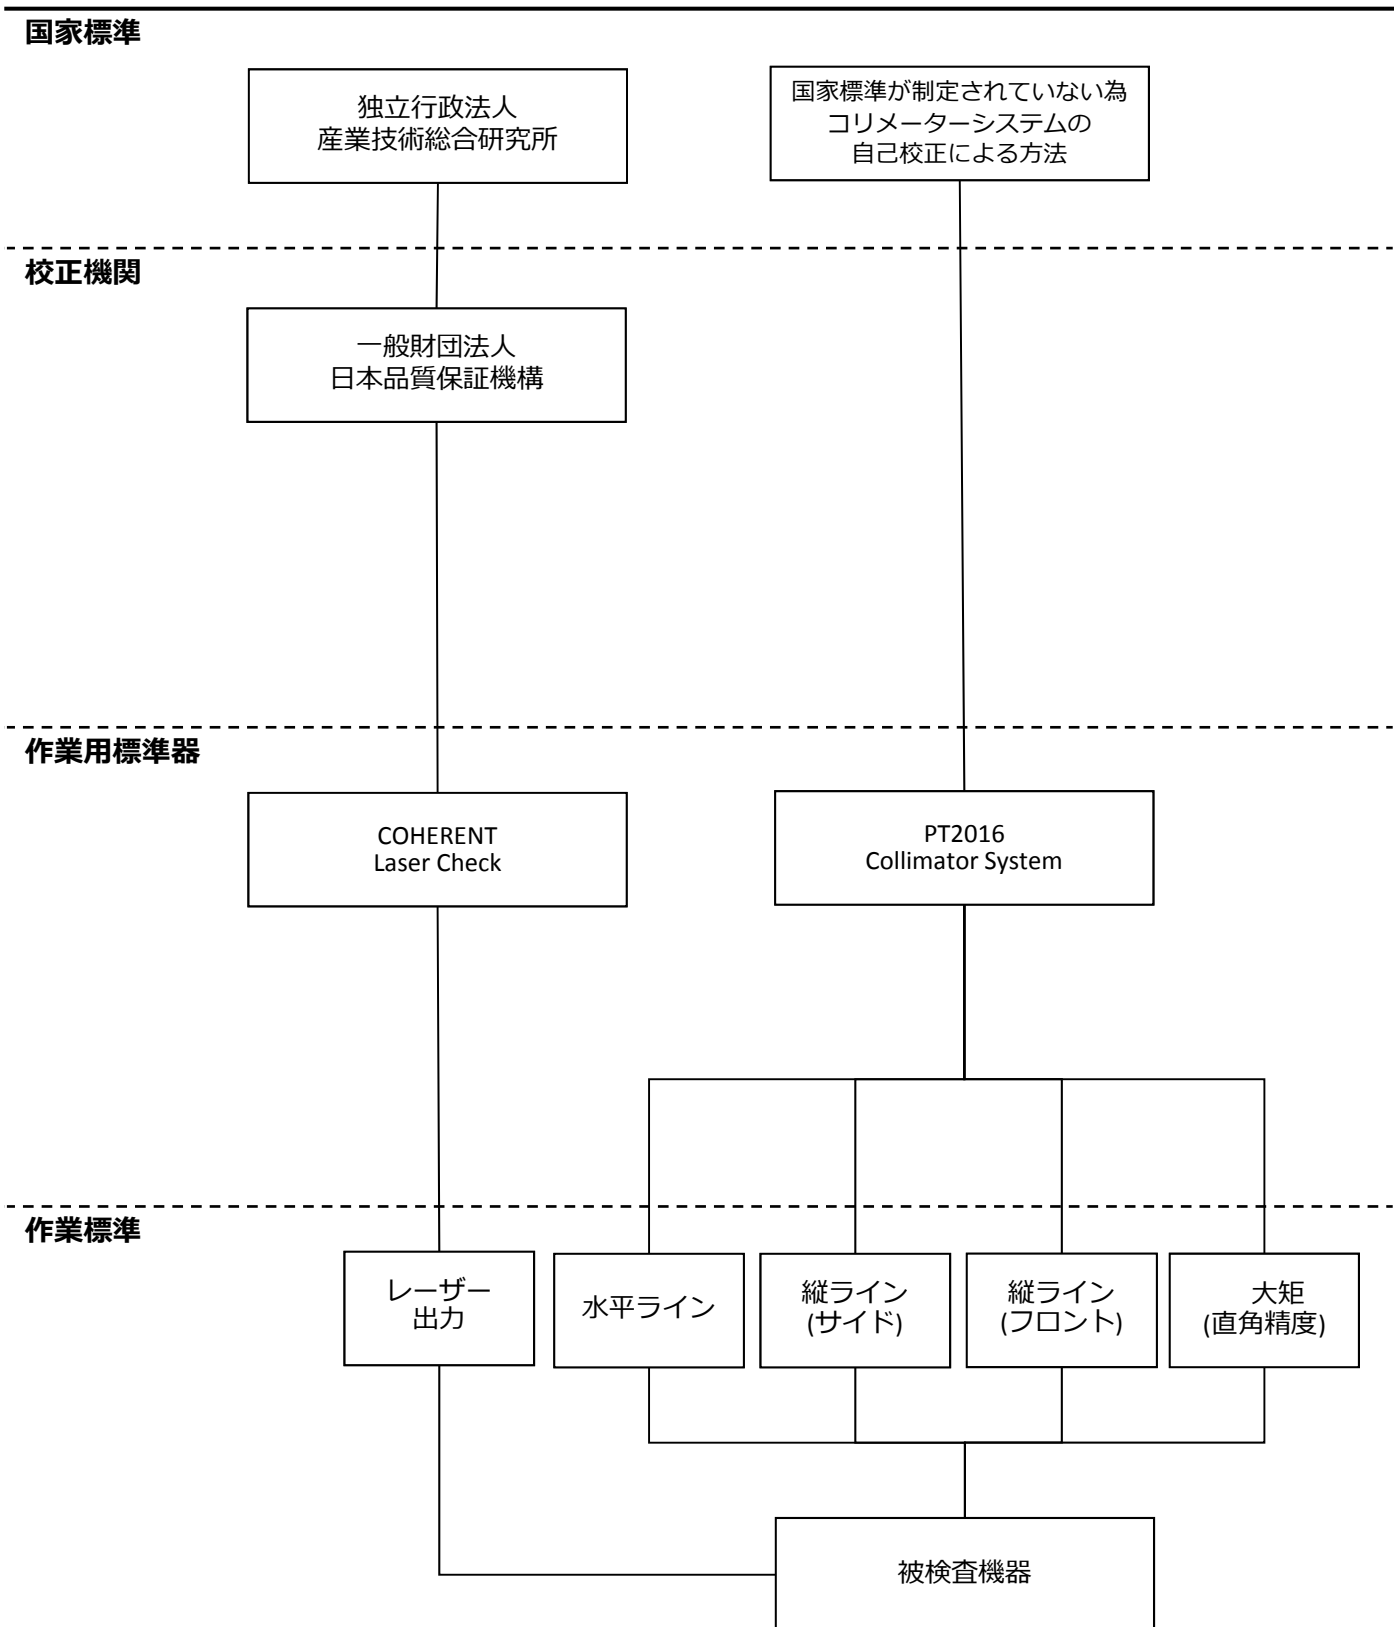 国家標準
独立行政法人
産業技術総合研究所
国家標準が制定されていない為
コリメーターシステムの
自己校正による方法
校正機関
一般財団法人
日本品質保証機構
作業用標準器
COHERENT
Laser Check
PT2016
Collimator System
作業標準
レーザー
出力
水平ライン
縦ライン
(サイド)
縦ライン
(フロント)
大矩
(直角精度)
被検査機器